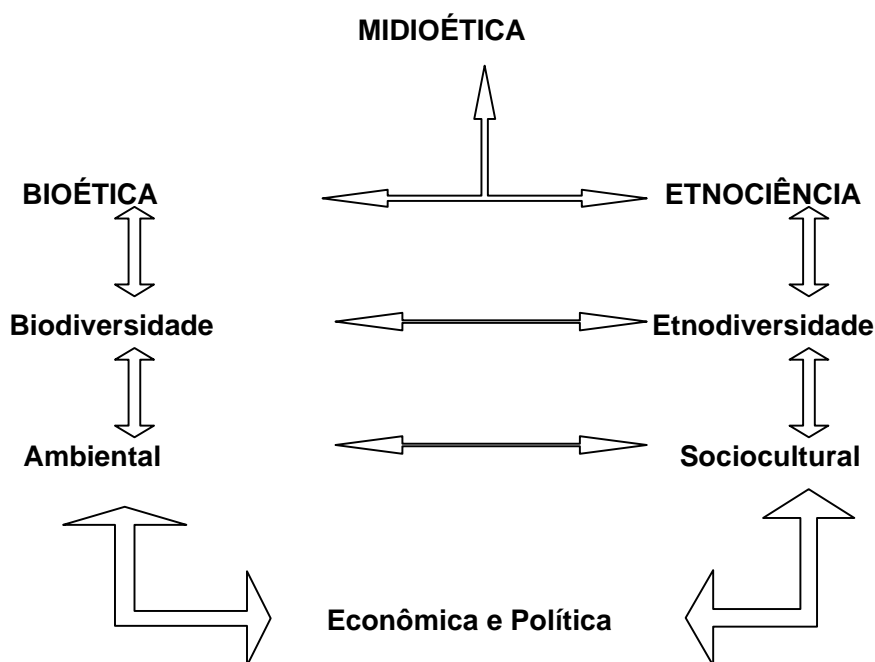 MIDIOÉTICA
BIOÉTICA ETNOCIÊNCIA
Biodiversidade Etnodiversidade
Ambiental Sociocultural
Econômica e Política